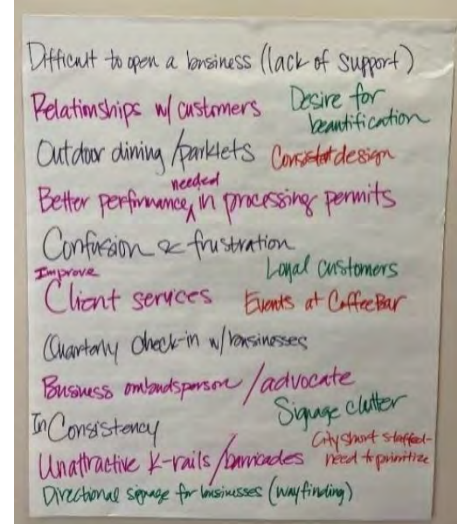 Difficult to open a business (lack of support)
Relationships w/ customers
Desire for
beautification
Outdoor dining/parklets
Consistent design
needed
Better performance, in processing permits
Confusion & frustration
Loyal customers
Improve
Client services
Events at CoffeeBar
Quarterly check-in w/businesses
Business ombudsperson/advocate
Signage clutter
InConsistency
City short staffed-
need to prioritize
Unattractive K-rails/barricades
Directional signage for businesses (wayfinding)